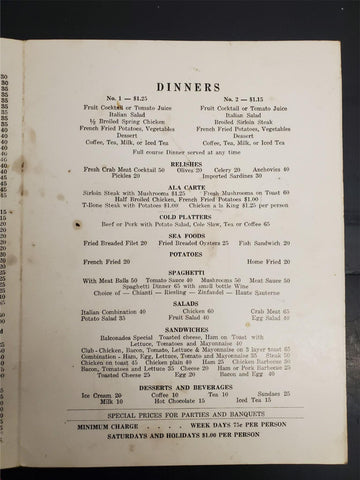 DINNERS
No. 1 — $1.25
No. 2 — $1.15
Fruit Cocktail or Tomato Juice
Fruit Cocktail or Tomato Juice
Italian Salad
Italian Salad
½ Broiled Spring Chicken
Broiled Sirloin Steak
French Fried Potatoes, Vegetables
French Fried Potatoes, Vegetables
Dessert
Dessert
Coffee, Tea, Milk, or Iced Tea
Coffee, Tea, Milk, or Iced Tea
Full course Dinner served at any time
RELISHES
Fresh Crab Meat Cocktail 50 Olives 20 Celery 20 Anchovies 40
Pickles 20 Imported Sardines 30
ALA CARTE
Sirloin Steak with Mushrooms $1.25 Fresh Mushrooms on Toast 60
Half Broiled Chicken, French Fried Potatoes $1.00
T-Bone Steak with Potatoes $1.00 Chicken a la King $1.25 per person
COLD PLATTERS
Beef or Pork with Potato Salad, Cole Slaw, Tea or Coffee 65
SEA FOODS
Fried Breaded Filet 20 Fried Breaded Oysters 25 Fish Sandwich 20
POTATOES
French Fried 20 Home Fried 20
SPAGHETTI
With Meat Balls 50 Tomato Sauce 40 Mushrooms 50 Meat Sauce 50
Spaghetti Dinner 65 with small bottle Wine
Choice of — Chianti — Riesling — Zinfandel — Haute Sauterne
SALADS
Italian Combination 40 Chicken 60 Crab Meat 65
Potato Salad 35 Fruit Salad 40 Egg Salad 40
SANDWICHES
Balconades Special Toasted cheese, Ham on Toast with
Lettuce, Tomatoes and Mayonnaise 40
Club - Chicken, Bacon, Tomato, Lettuce & Mayonnaise on 3 layer toast 65
Combination - Ham, Egg, Lettuce, Tomato and Mayonnaise 35 Steak 50
Chicken on toast 45 Chicken plain 40 Ham 25 Chicken Barbecue 50
Bacon, Tomatoes and Lettuce 35 Cheese 20 Ham or Pork Barbecue 25
Toasted Cheese 25 Egg 20 Bacon and Egg 40
DESSERTS AND BEVERAGES
Ice Cream 20 Coffee 10 Tea 10 Sundaes 25
Milk 10 Hot Chocolate 15 Iced Tea 15
SPECIAL PRICES FOR PARTIES AND BANQUETS
MINIMUM CHARGE . . . . WEEK DAYS 75c PER PERSON
SATURDAYS AND HOLIDAYS $1.00 PER PERSON